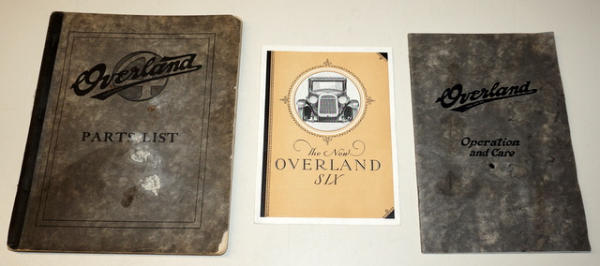 Overland
PARTS LIST
The New
OVERLAND
SIX
Overland
Operation
and Care